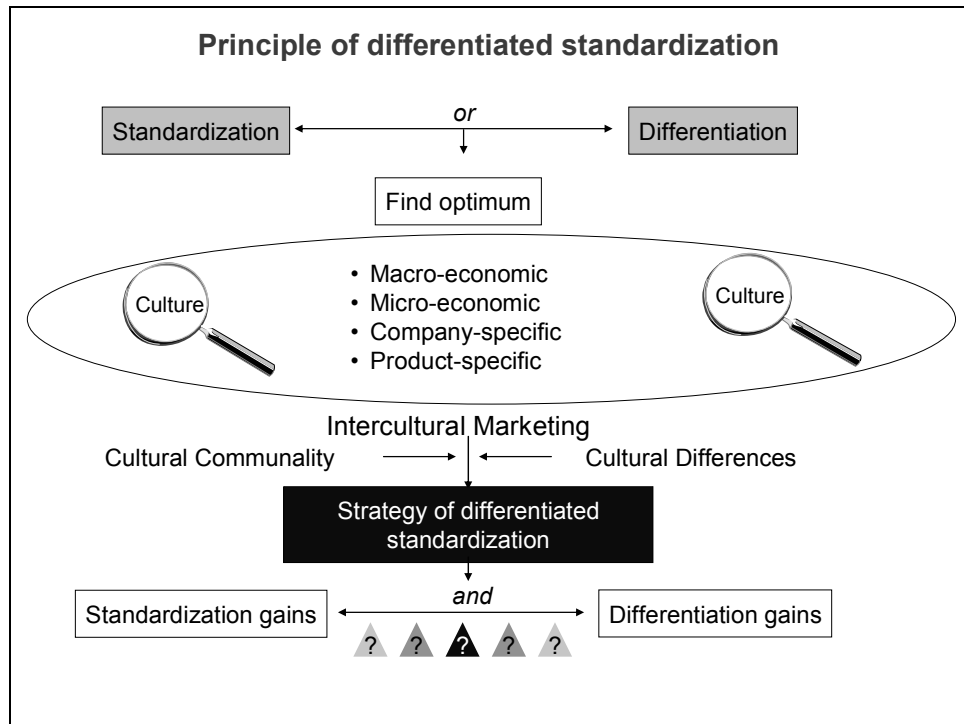 Principle of differentiated standardization
or
Standardization
Differentiation
Find optimum
Culture
• Macro-economic
• Micro-economic
• Company-specific
• Product-specific
Culture
Intercultural Marketing
Cultural Communality
Cultural Differences
Strategy of differentiated
standardization
and
Standardization gains
Differentiation gains
? ? ? ? ?